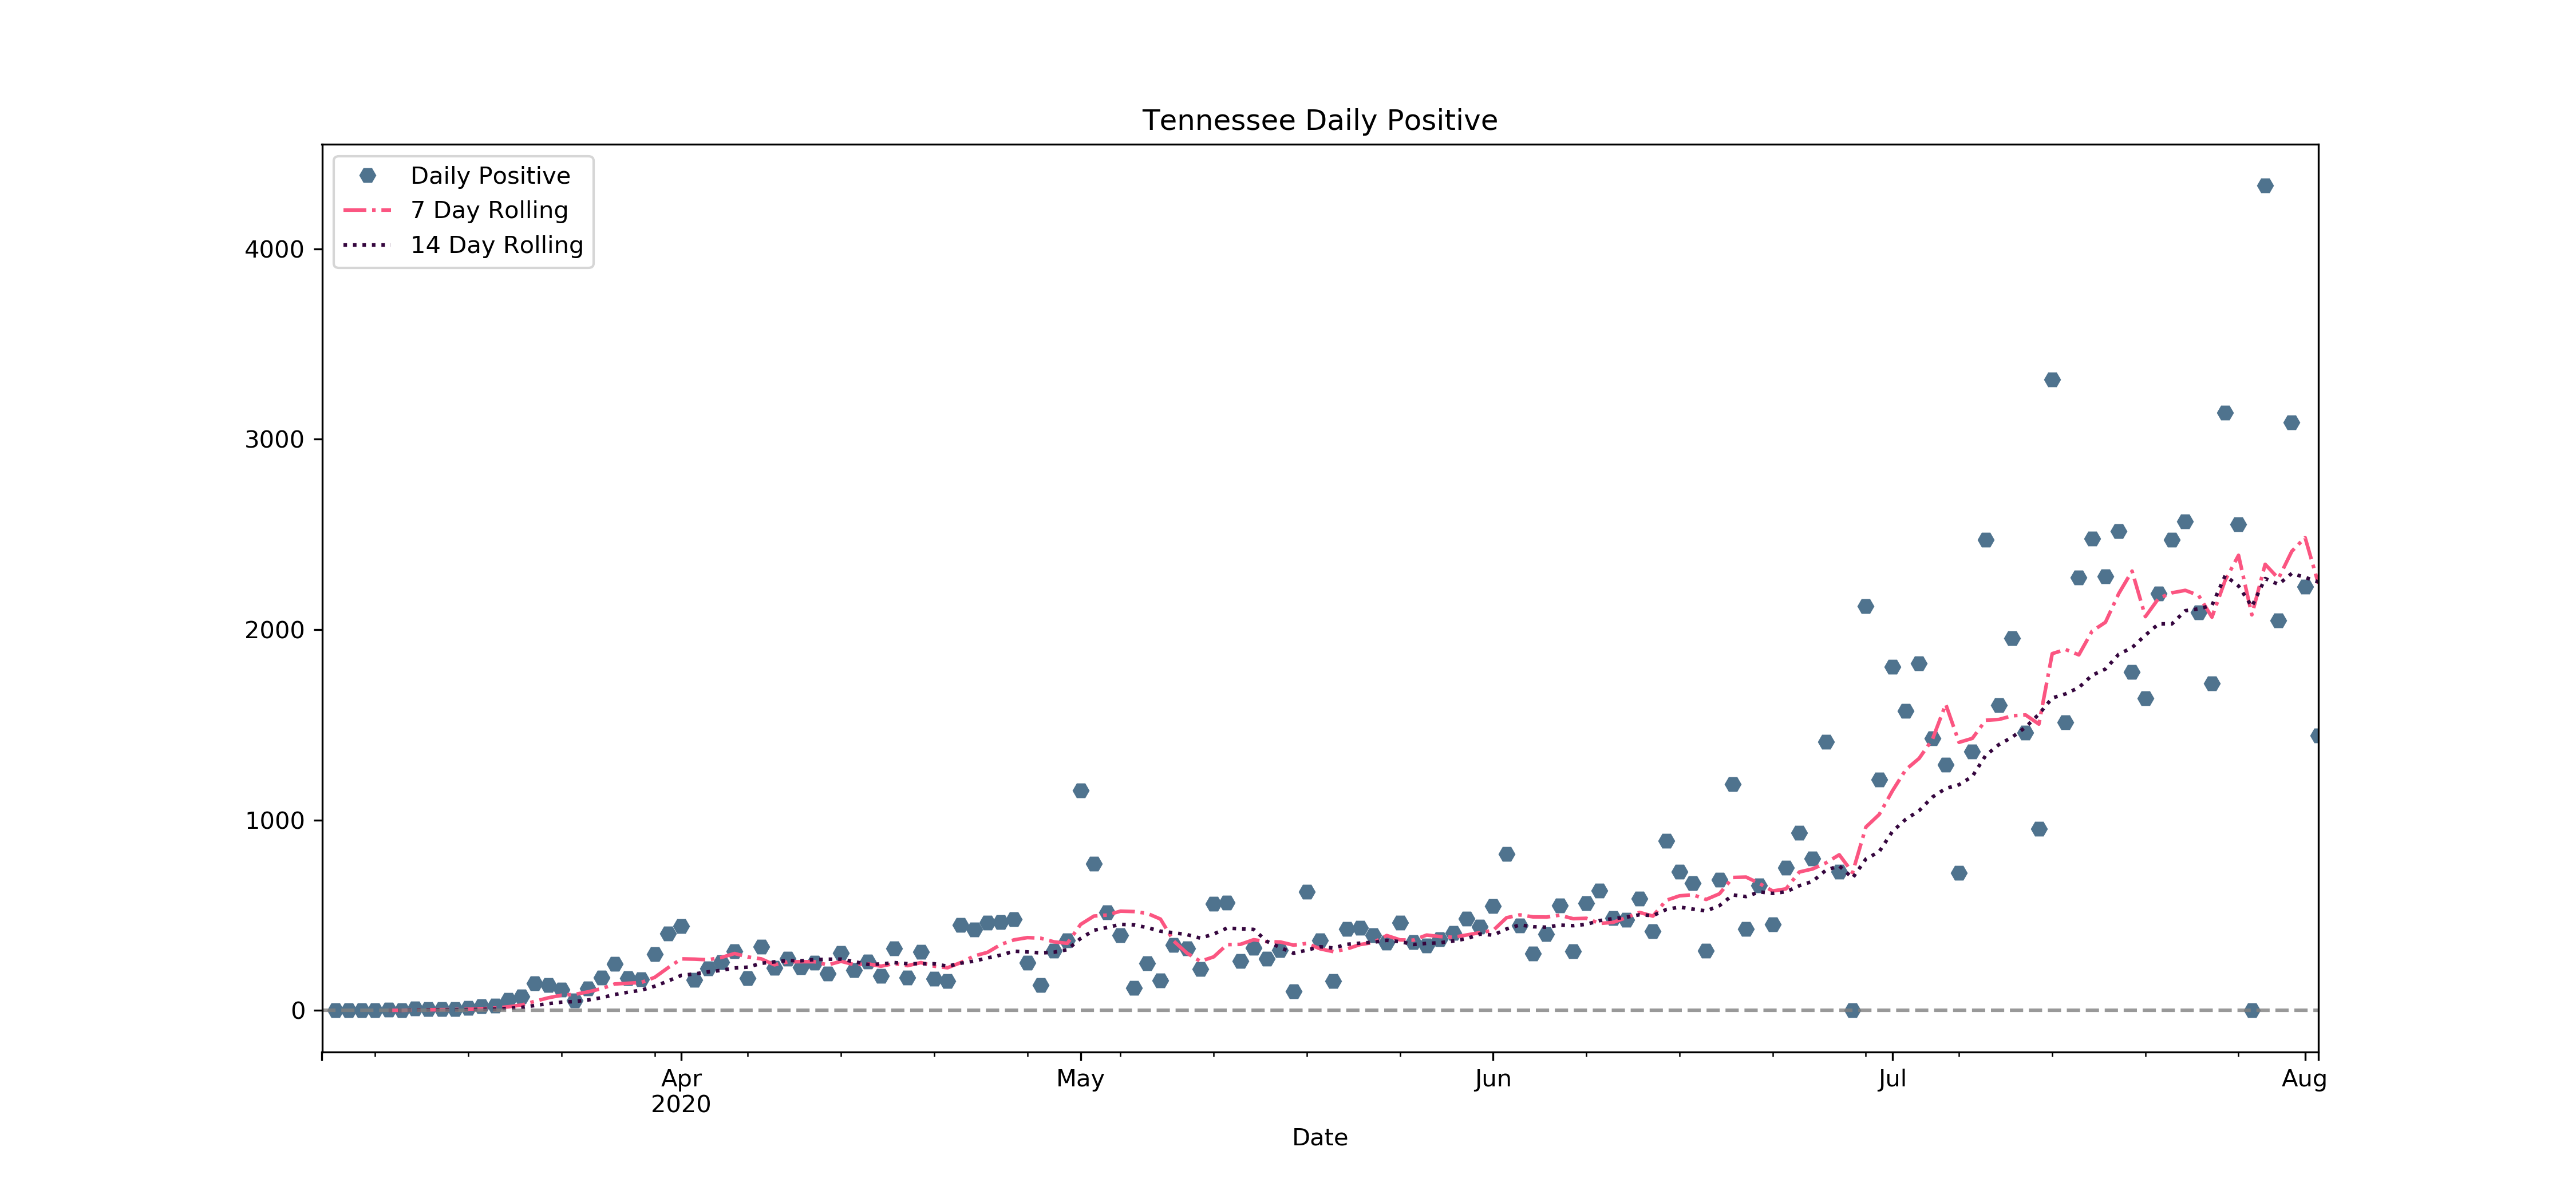 Tennessee Daily Positive
Daily Positive
7 Day Rolling
14 Day Rolling
4000
3000
2000
1000
0
Apr May Jun Jul Aug
2020
Date